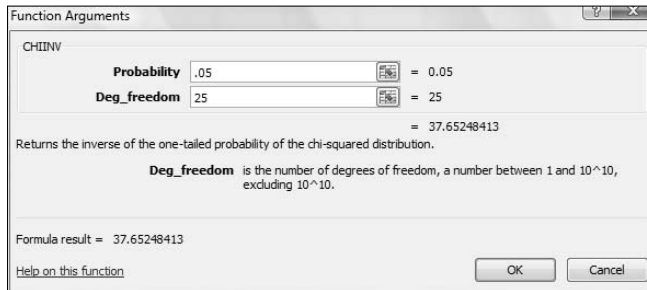 Function Arguments
CHIINV
Probability .05 = 0.05
Deg_freedom 25 = 25
= 37.65248413
Returns the inverse of the one-tailed probability of the chi-squared distribution.
Deg_freedom is the number of degrees of freedom, a number between 1 and 10^10,
excluding 10^10.
Formula result = 37.65248413
Help on this function OK Cancel